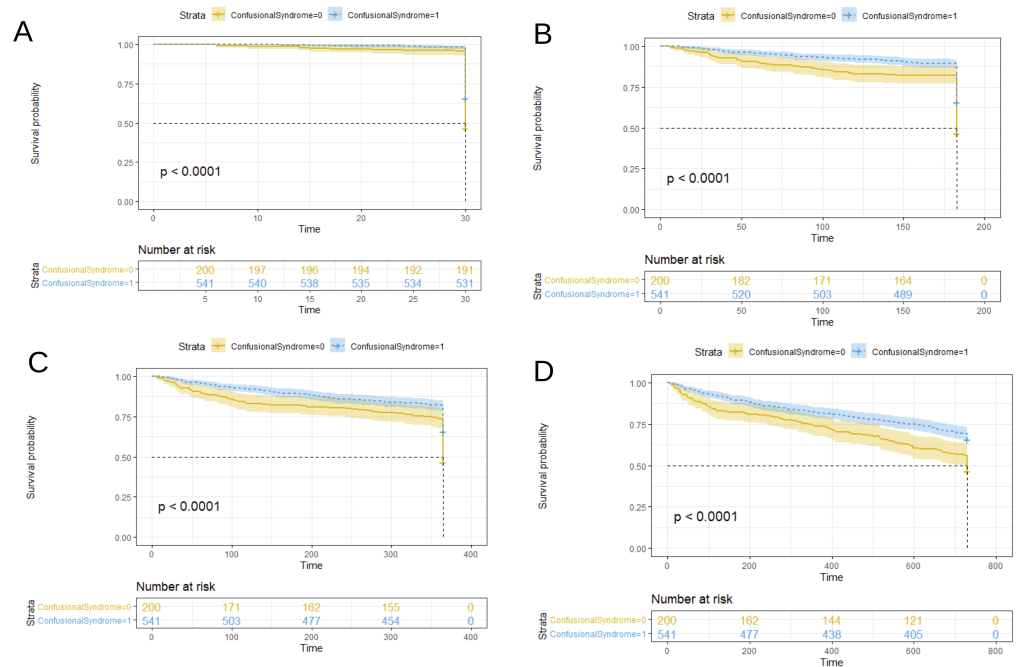 A
Strata ConfusionalSyndrome=0 ConfusionalSyndrome=1
Survival probability
1.00
0.75
0.50
0.25
0.00
p < 0.0001
0 10 20 30
Time
Number at risk
Strata
ConfusionalSyndrome=0 200 197 196 194 192 191
ConfusionalSyndrome=1 541 540 538 535 534 531
5 10 15 20 25 30
Time
B
Strata ConfusionalSyndrome=0 ConfusionalSyndrome=1
Survival probability
1.00
0.75
0.50
0.25
0.00
p < 0.0001
0 50 100 150 200
Time
Number at risk
Strata
ConfusionalSyndrome=0 200 182 171 164 0
ConfusionalSyndrome=1 541 520 503 489 0
0 50 100 150 200
Time
C
Strata ConfusionalSyndrome=0 ConfusionalSyndrome=1
Survival probability
1.00
0.75
0.50
0.25
0.00
p < 0.0001
0 100 200 300 400
Time
Number at risk
Strata
ConfusionalSyndrome=0 200 171 162 155 0
ConfusionalSyndrome=1 541 503 477 454 0
0 100 200 300 400
Time
D
Strata ConfusionalSyndrome=0 ConfusionalSyndrome=1
Survival probability
1.00
0.75
0.50
0.25
0.00
p < 0.0001
0 200 400 600 800
Time
Number at risk
Strata
ConfusionalSyndrome=0 200 162 144 121 0
ConfusionalSyndrome=1 541 477 438 405 0
0 200 400 600 800
Time